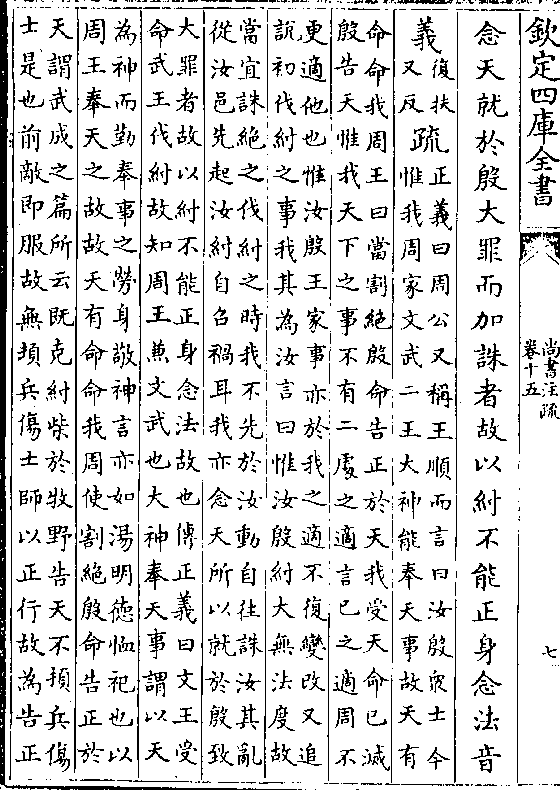 欽定四庫全書
尚書注疏
卷十五
七
念天就於殷大罪而加誅者故以紂不能正身念法音
義復扶又反疏正義曰周公又稱王順而言曰汝殷眾士今惟我周家文武二王大神能奉天事故天有
命命我周王曰當割絕殷命告正於天我受天命已滅
殷告天惟我天下之事不有二處之適言已之適周不
更適他也惟汝殷王家事亦於我之適不復變改又追
說初伐紂之事我其為汝言曰惟汝殷紂大無法度故
當宜誅絕之伐紂之時我不先於汝動自往誅汝其亂
從汝邑先起汝紂自召禍耳我亦念天所以就於殷致
大罪者故以紂不能正身念法故也傳正義曰文王受
命武王伐紂故知周王兼文武也大神奉天事謂以天
為神而勤奉事之勞身敬神言亦如湯明德恤祀也以
周王奉天之故故天有命命我周使割絕殷命告正於
天謂武成之篇所云既克紂柴於牧野告天不頓兵傷
士是也前敵即服故無頓兵傷士師以正行故為告正